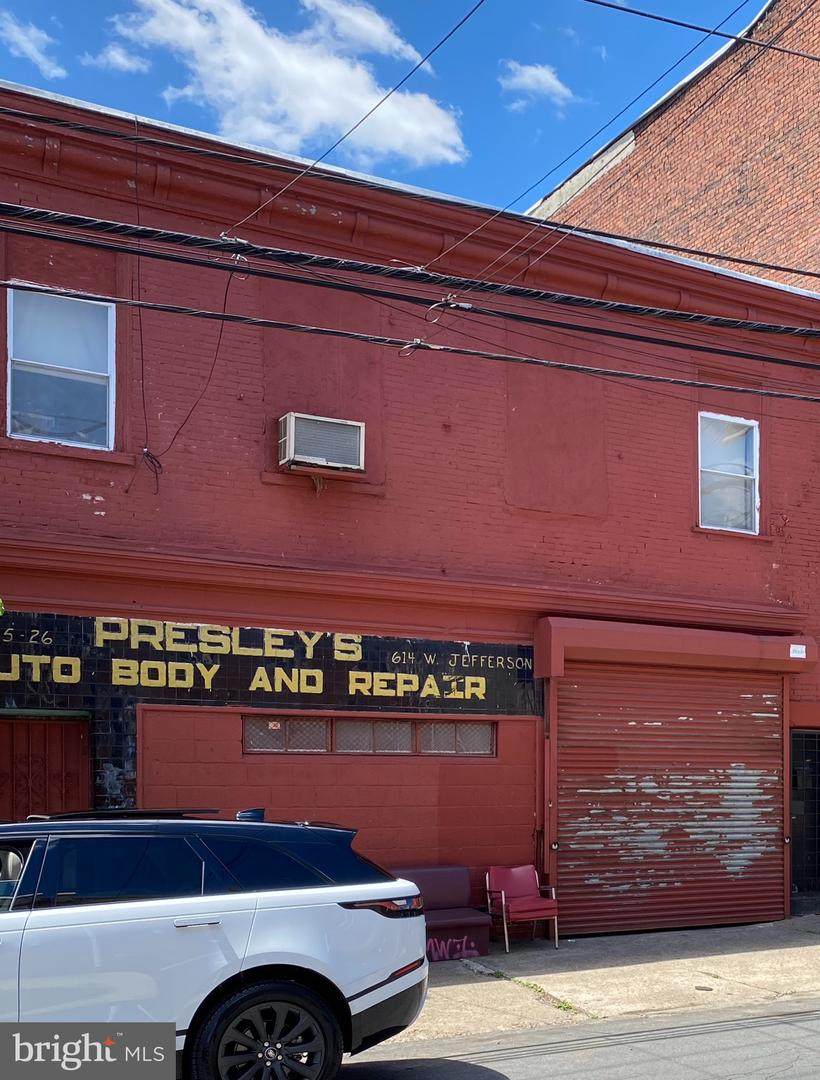 5-26 PRESLEY'S 614 W. JEFFERSON
UTO BODY AND REPAIR
bright MLS